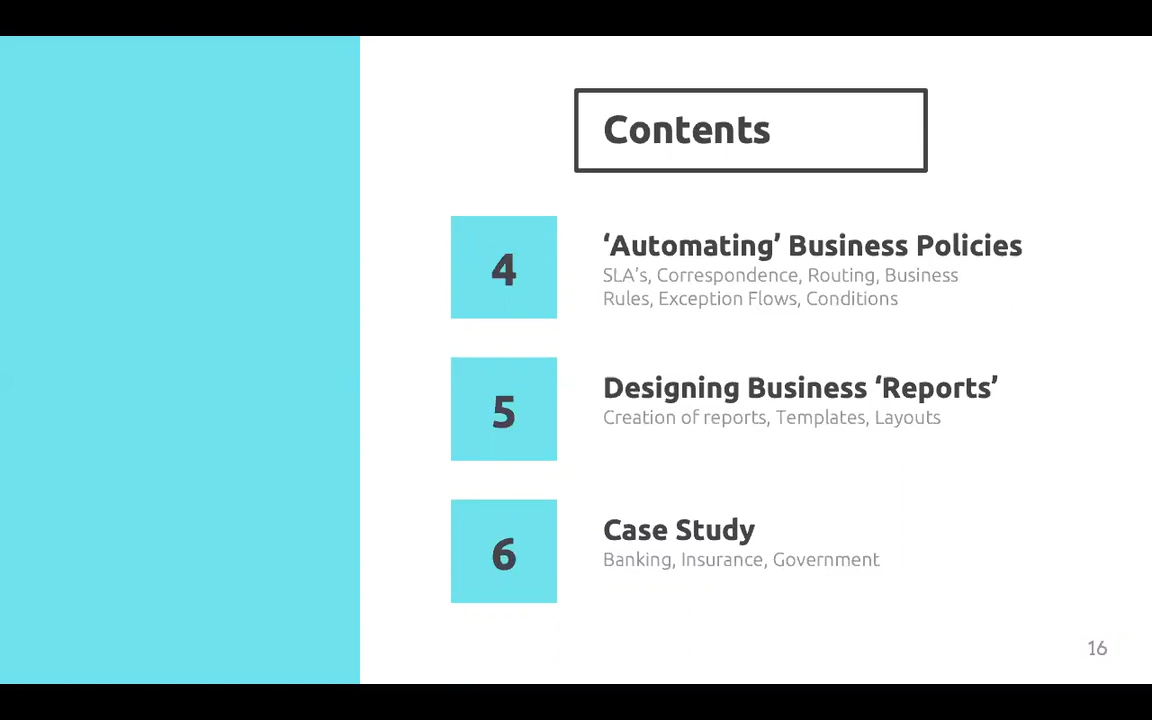 Contents
4
‘Automating’ Business Policies
SLA’s, Correspondence, Routing, Business
Rules, Exception Flows, Conditions
5
Designing Business ‘Reports’
Creation of reports, Templates, Layouts
6
Case Study
Banking, Insurance, Government
16